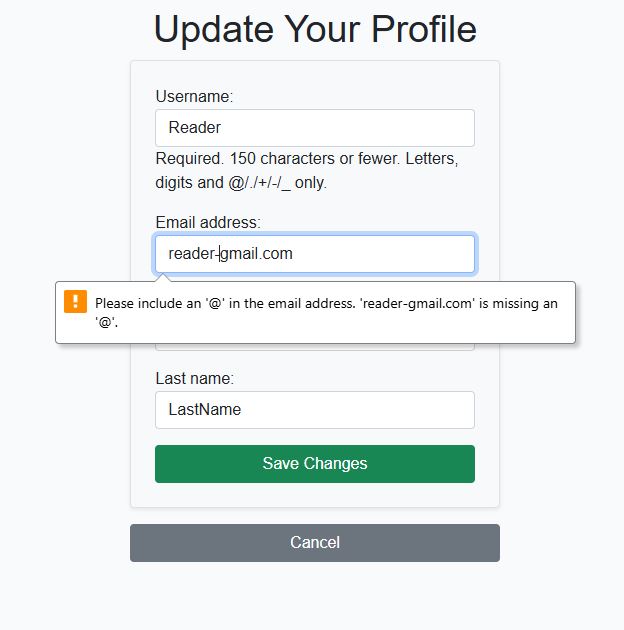 Update Your Profile
Username:
Reader
Required. 150 characters or fewer. Letters,
digits and @/./+/-/_ only.
Email address:
reader-gmail.com
Please include an '@' in the email address. 'reader-gmail.com' is missing an
'@'.
Last name:
LastName
Save Changes
Cancel